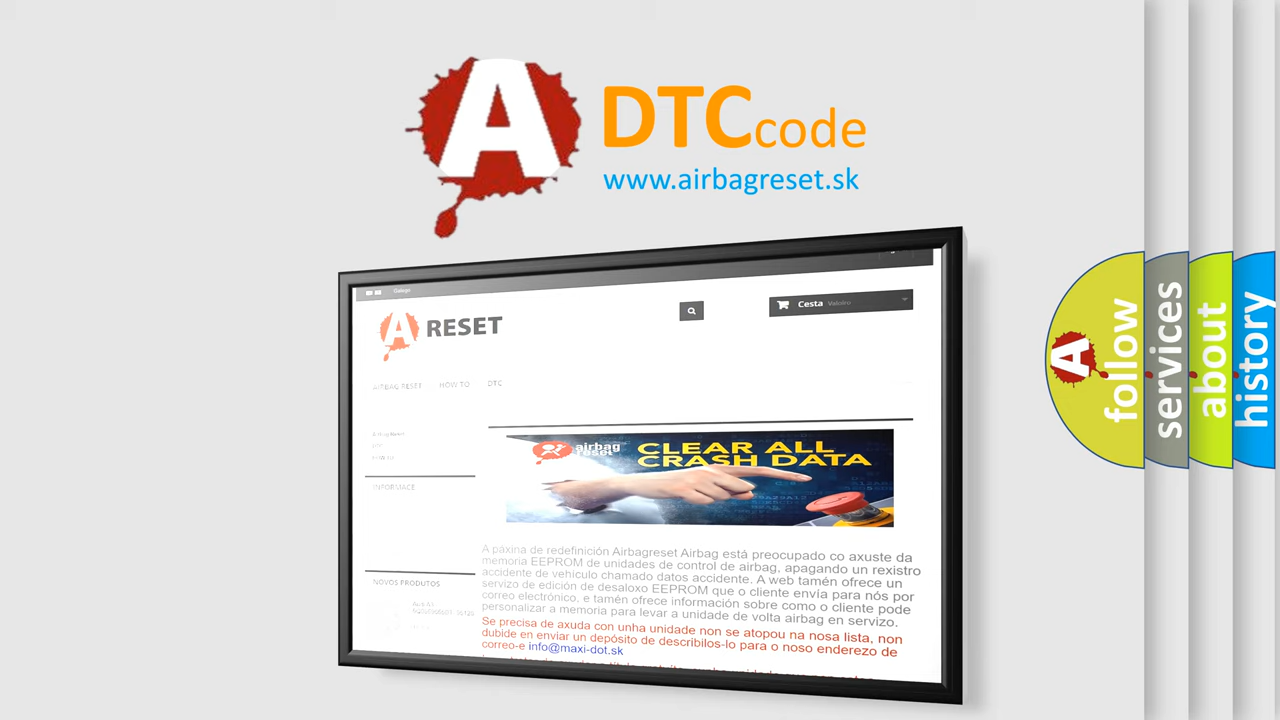 A
DTCcode
www.airbagreset.sk
Galego
A RESET
Cesta Valeiro
AIRBAG RESET HOW TO DTC
Airbag Reset
HOW TO
INFORMACE
airbag
reset
CLEAR ALL
CRASH DATA
A páxina de redefinición Airbagreset Airbag está preocupado co axuste da
memoria EEPROM de unidades de control de airbag, apagando un rexistro
accidente de vehículo chamado datos accidente. A web tamén ofrece un
servizo de edición de desaloxo EEPROM que o cliente envía para nós por
correo electrónico, e tamén ofrece información sobre como o cliente pode
personalizar a memoria para levar a unidade de volta airbag en servizo.
Se precisa de axuda con unha unidade non se atopou na nosa lista, non
dubide en enviar un depósito de describilos-lo para o noso enderezo de
correo-e info@maxi-dot.sk
NOVOS PRODUTOS
A follow
services
about
history